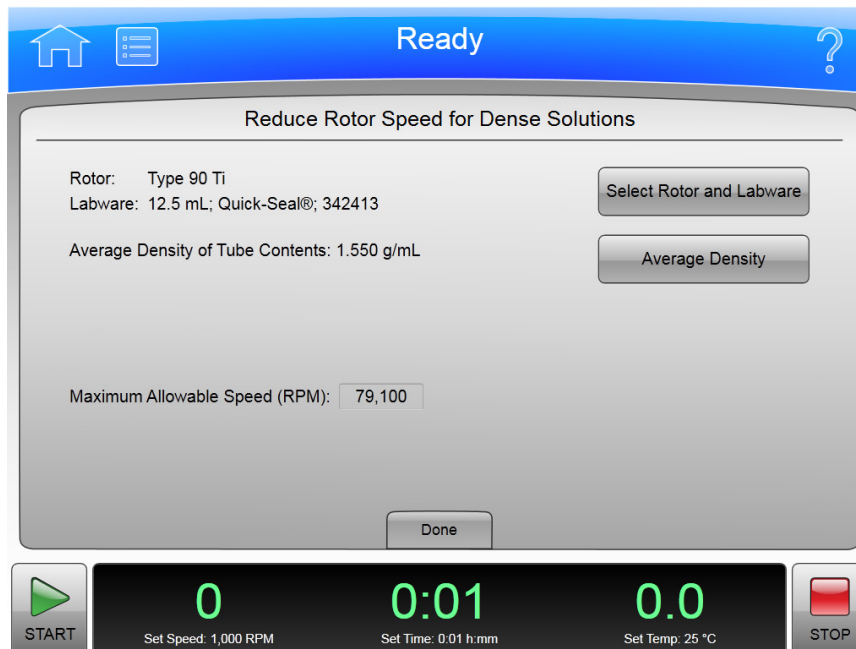 Ready
?
Reduce Rotor Speed for Dense Solutions
Rotor: Type 90 Ti
Labware: 12.5 mL; Quick-Seal®; 342413
Select Rotor and Labware
Average Density of Tube Contents: 1.550 g/mL
Average Density
Maximum Allowable Speed (RPM): 79,100
Done
START
0
Set Speed: 1,000 RPM
0:01
Set Time: 0:01 h:mm
0.0
Set Temp: 25 °C
STOP